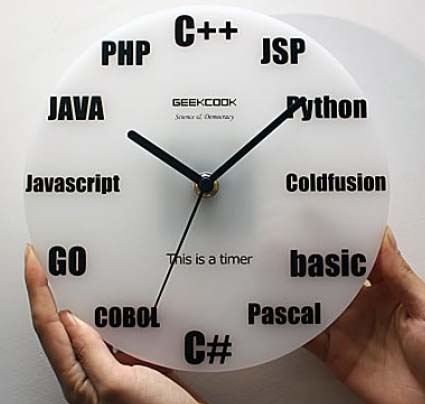 C++
PHP
JSP
GEEKCOOK
Science & Democracy
JAVA
Python
Javascript
Coldfusion
This is a timer
GO
basic
COBOL
Pascal
C#